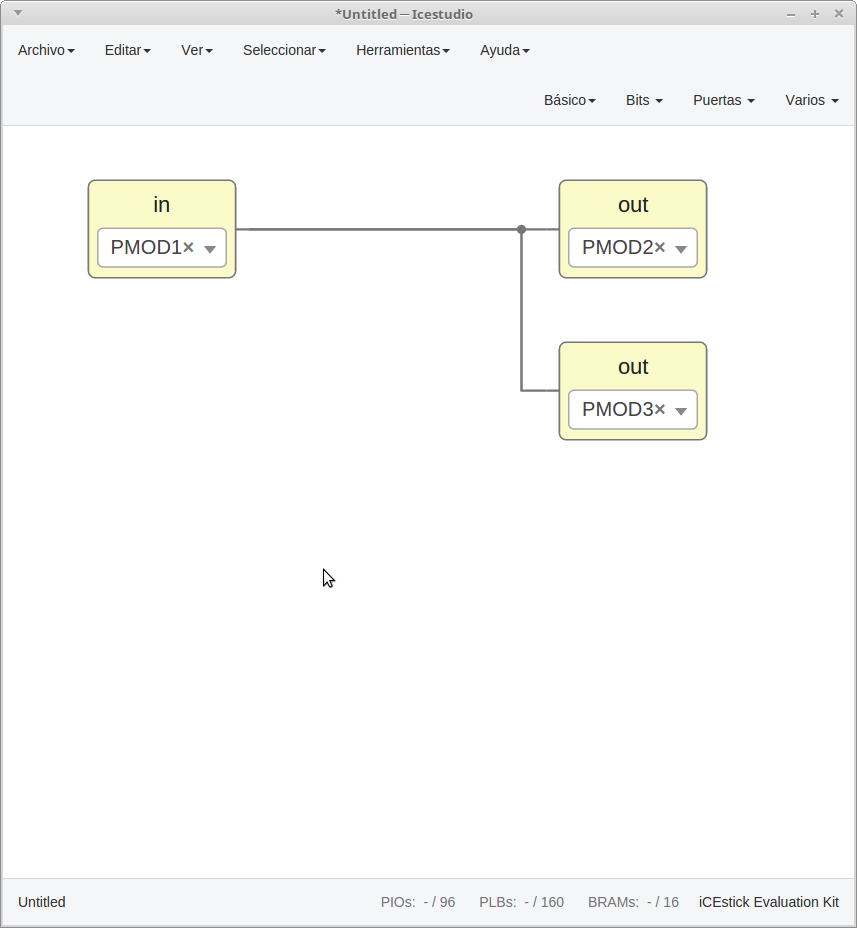 *Untitled – Icestudio
Archivo Editar Ver Seleccionar Herramientas Ayuda
Básico Bits Puertas Varios
in
PMOD1×
out
PMOD2×
out
PMOD3×
Untitled PIOs: - / 96 PLBs: - / 160 BRAMs: - / 16 iCEstick Evaluation Kit